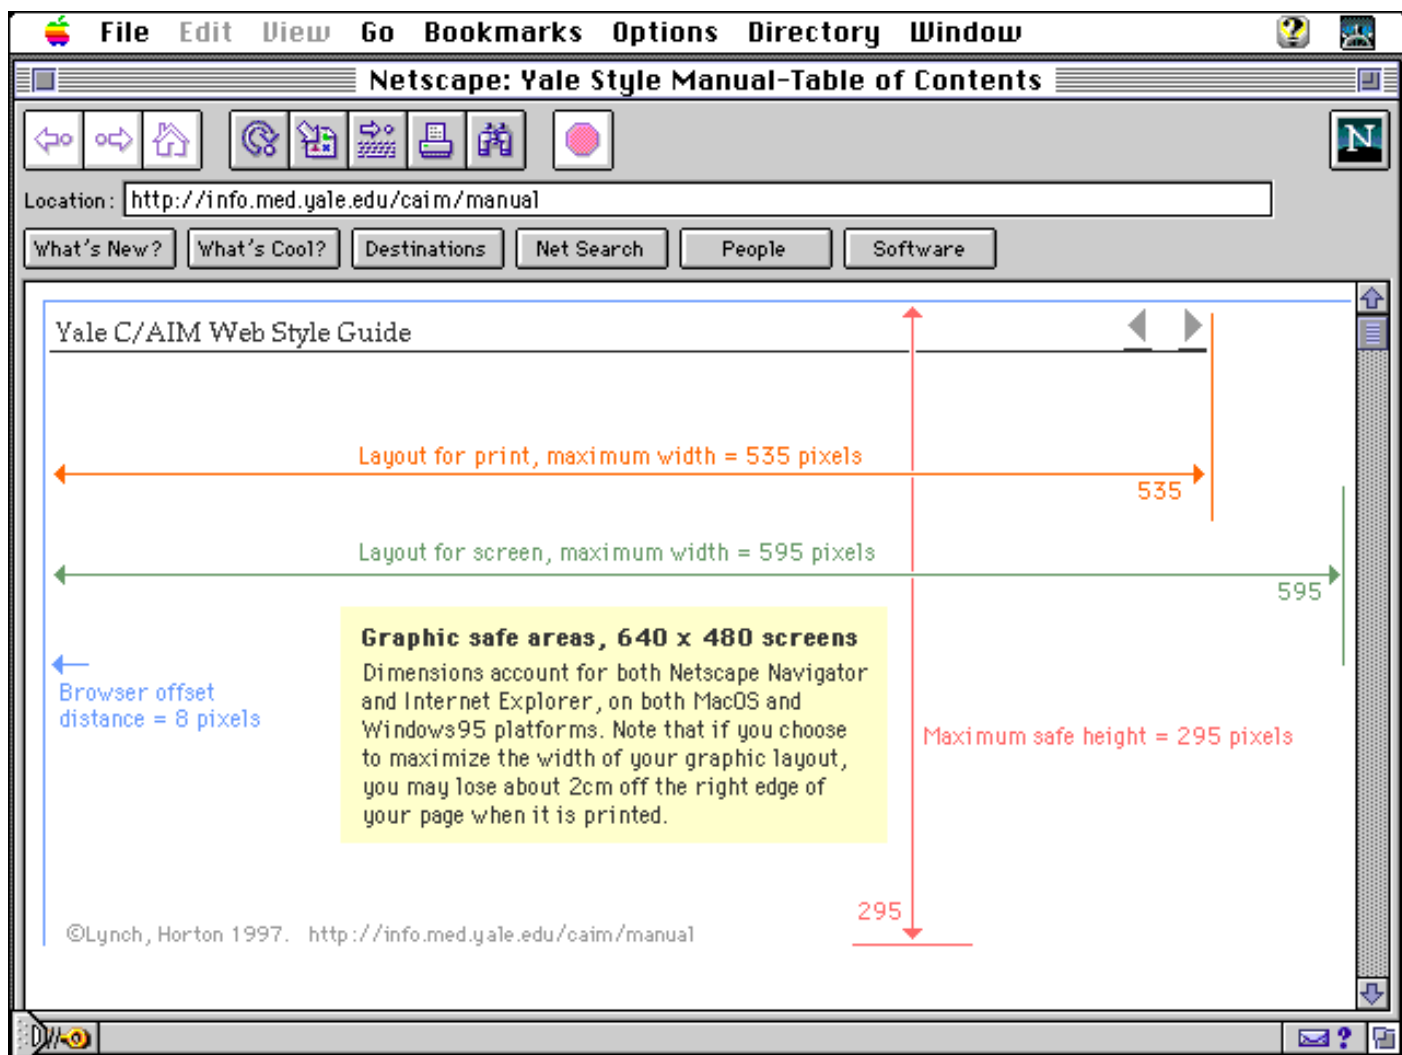 File Edit View Go Bookmarks Options Directory Window
Netscape: Yale Style Manual-Table of Contents
N
Location: http://info.med.yale.edu/caim/manual
What's New? What's Cool? Destinations Net Search People Software
Yale C/AIM Web Style Guide
Layout for print, maximum width = 535 pixels
535
Layout for screen, maximum width = 595 pixels
595
Graphic safe areas, 640 x 480 screens
Dimensions account for both Netscape Navigator
and Internet Explorer, on both MacOS and
Windows95 platforms. Note that if you choose
to maximize the width of your graphic layout,
you may lose about 2cm off the right edge of
your page when it is printed.
Browser offset
distance = 8 pixels
Maximum safe height = 295 pixels
295
©Lynch, Horton 1997. http://info.med.yale.edu/caim/manual